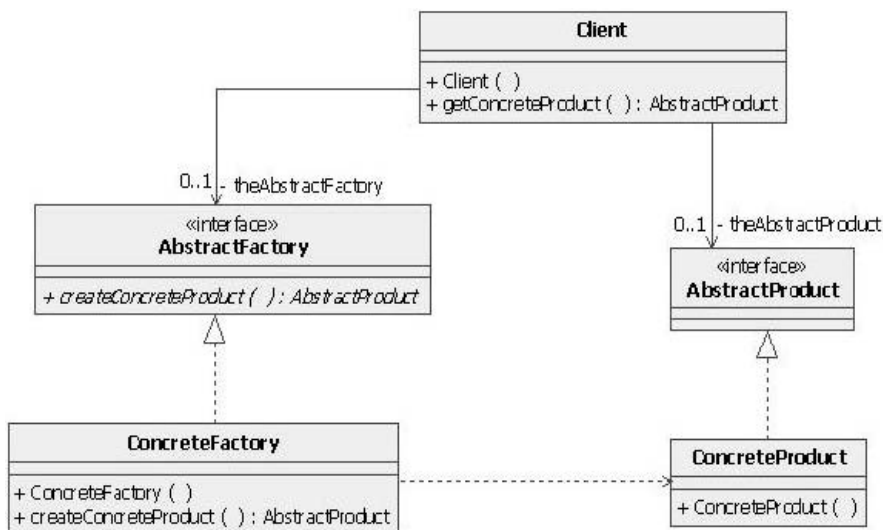 Client
+ Client ( )
+ getConcreteProduct ( ) : AbstractProduct
0..1 - theAbstractFactory
«interface»
AbstractFactory
+ createConcreteProduct ( ) : AbstractProduct
0..1 - theAbstractProduct
«interface»
AbstractProduct
ConcreteFactory
+ ConcreteFactory ( )
+ createConcreteProduct ( ) : AbstractProduct
ConcreteProduct
+ ConcreteProduct ( )